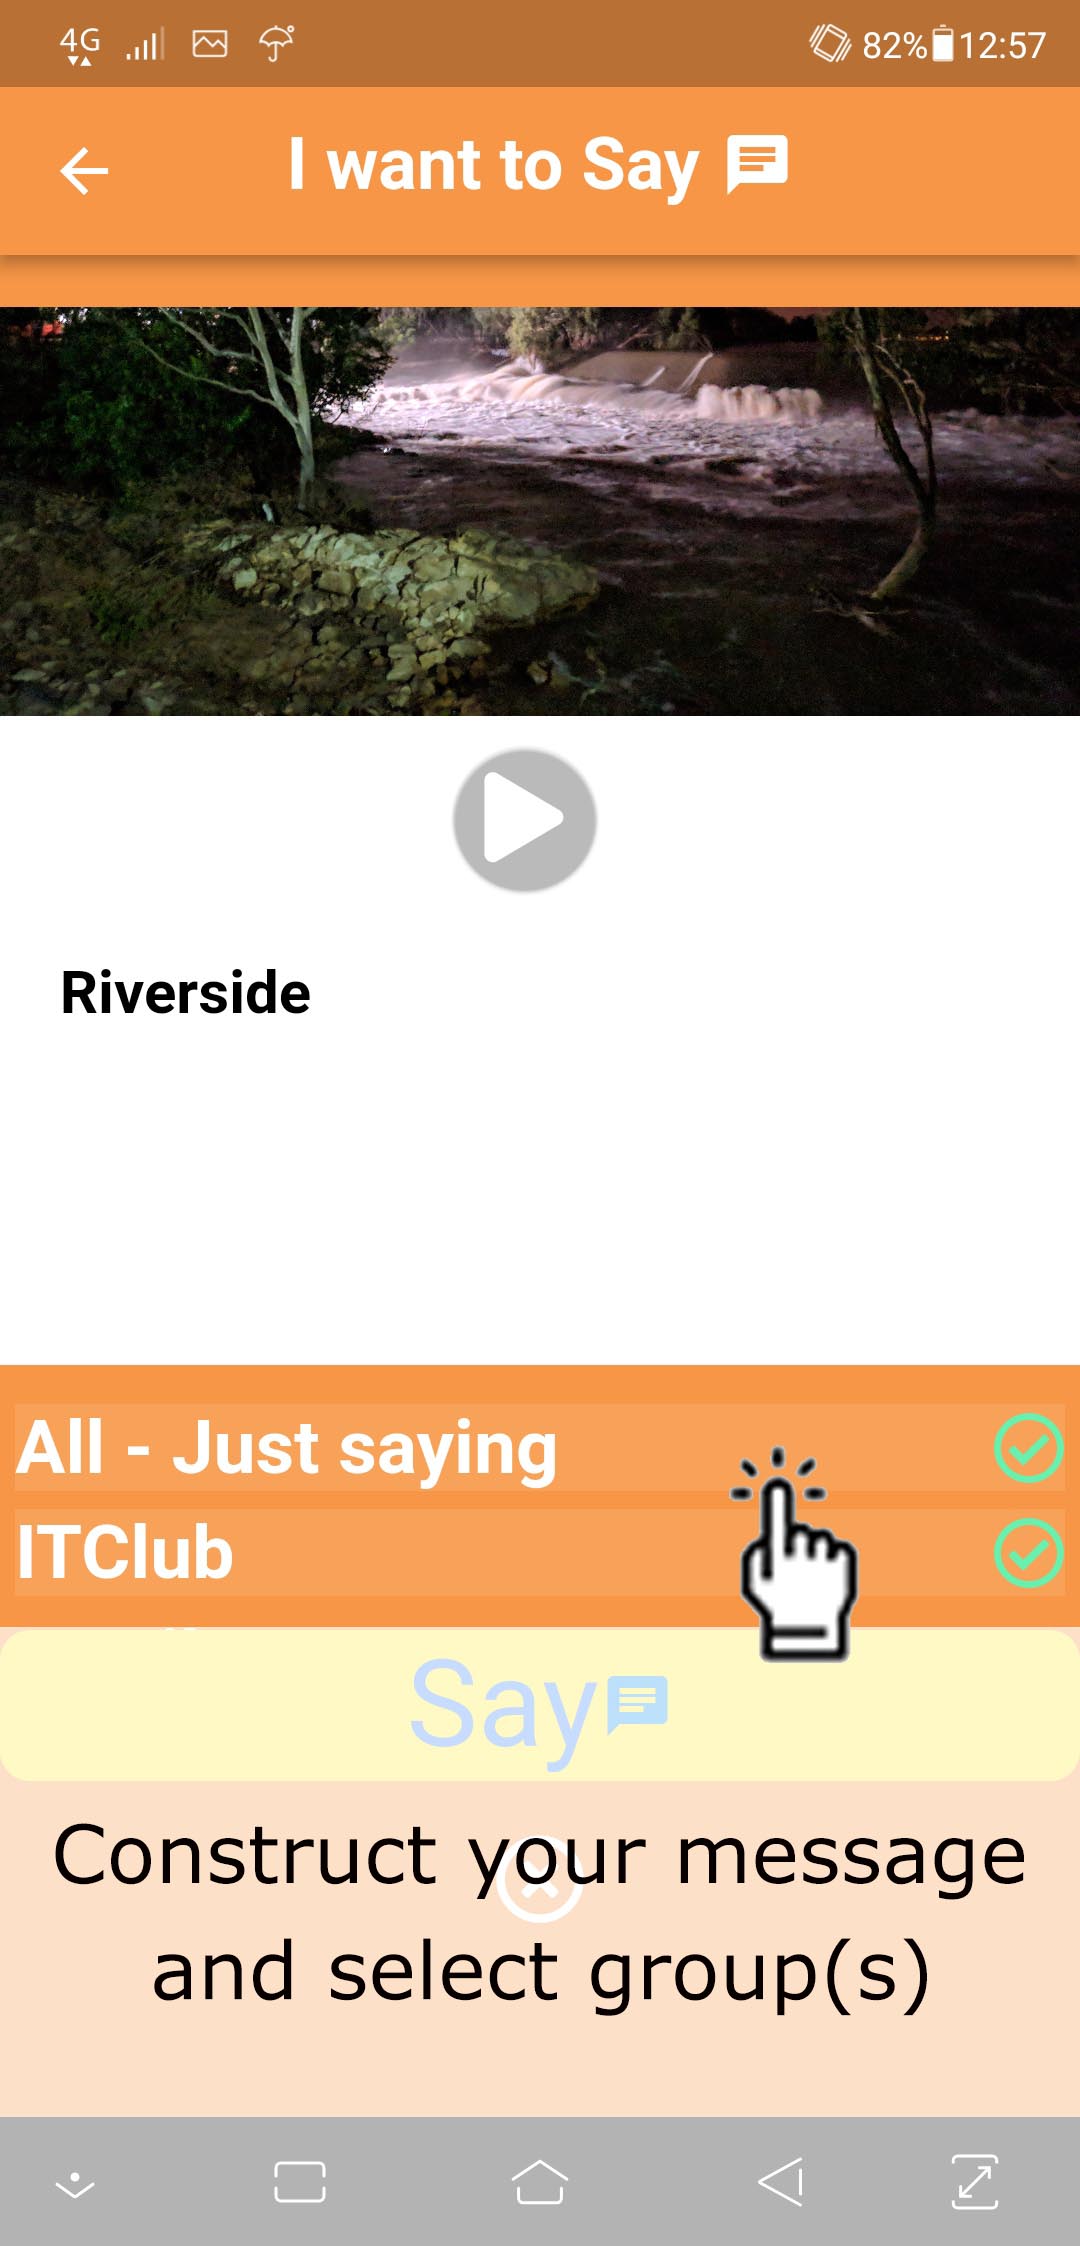 4G 82% 12:57
I want to Say
Riverside
All - Just saying
ITClub
Say
Construct your message
and select group(s)